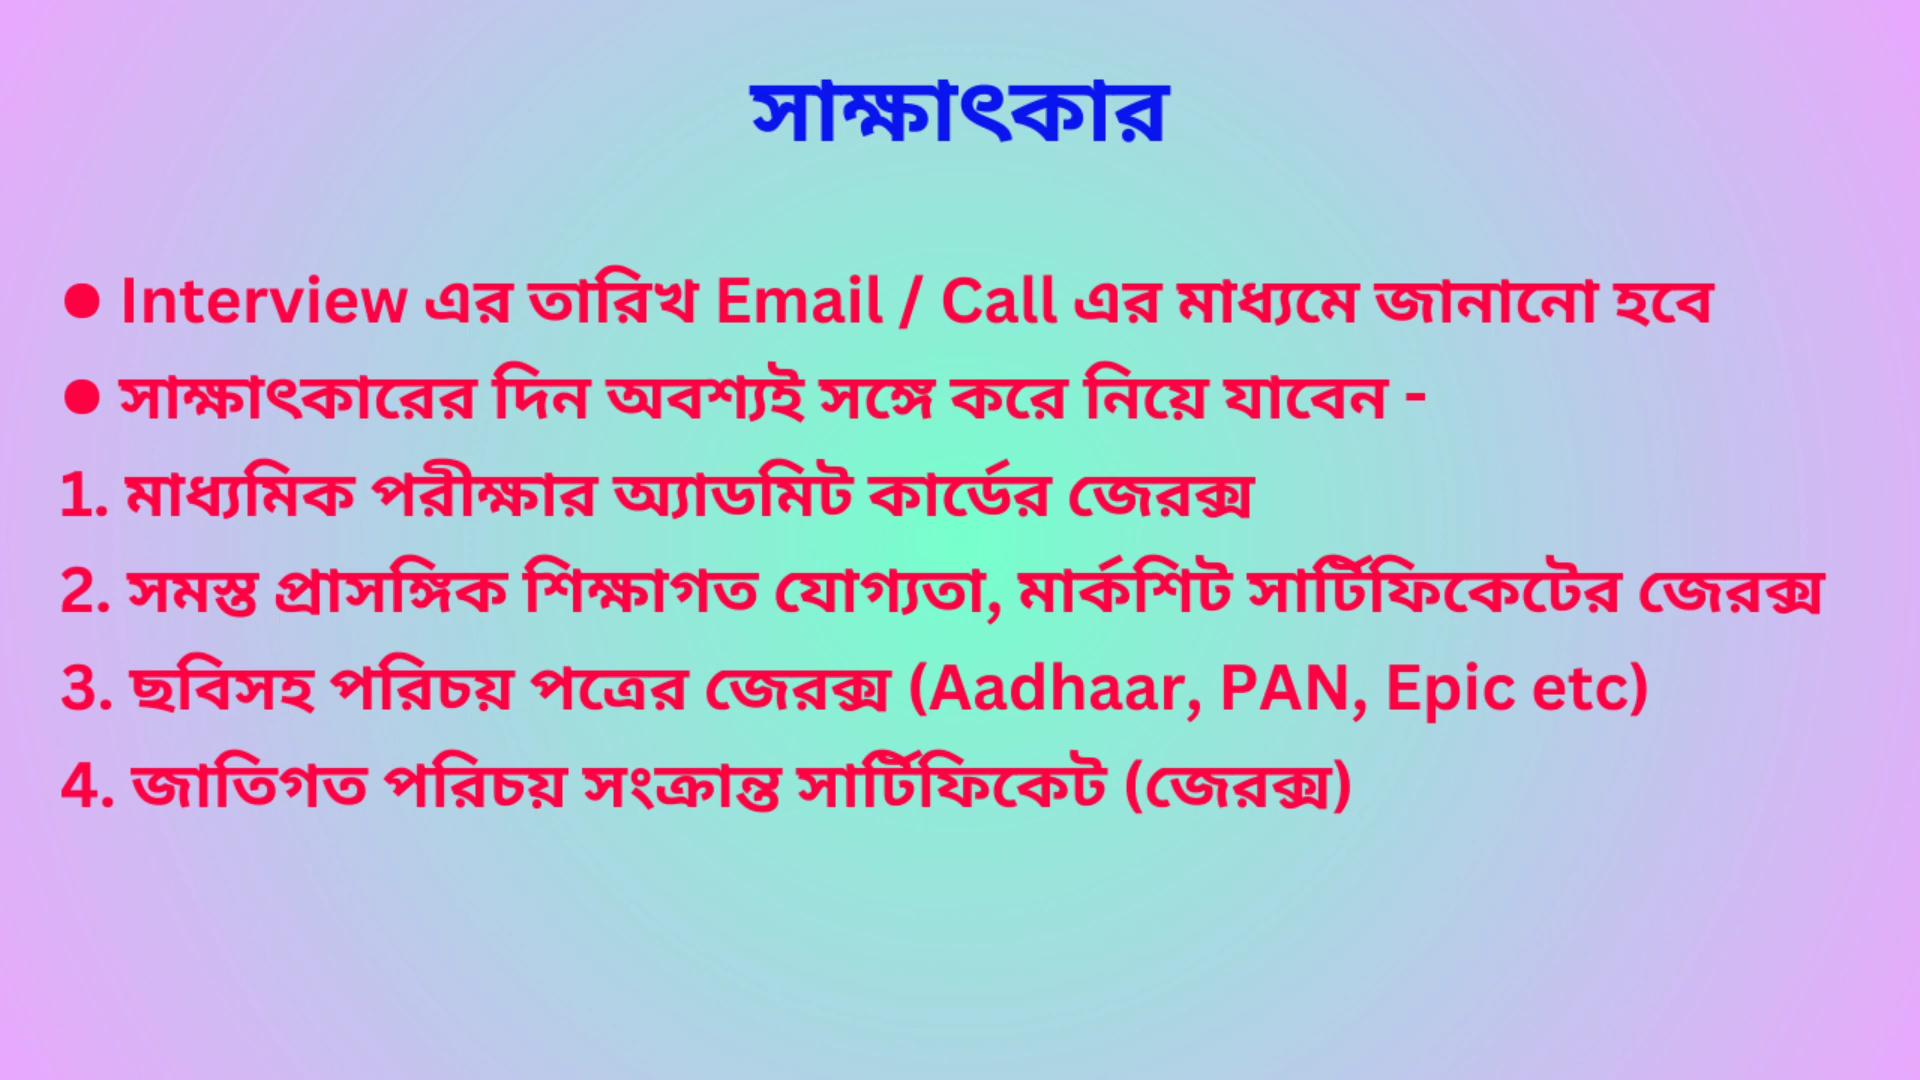 সাক্ষাৎকার
● Interview এর তারিখ Email / Call এর মাধ্যমে জানানো হবে
● সাক্ষাৎকারের দিন অবশ্যই সঙ্গে করে নিয়ে যাবেন -
1. মাধ্যমিক পরীক্ষার অ্যাডমিট কার্ডের জেরক্স
2. সমস্ত প্রাসঙ্গিক শিক্ষাগত যোগ্যতা, মার্কশিট সার্টিফিকেটের জেরক্স
3. ছবিসহ পরিচয় পত্রের জেরক্স (Aadhaar, PAN, Epic etc)
4. জাতিগত পরিচয় সংক্রান্ত সার্টিফিকেট (জেরক্স)